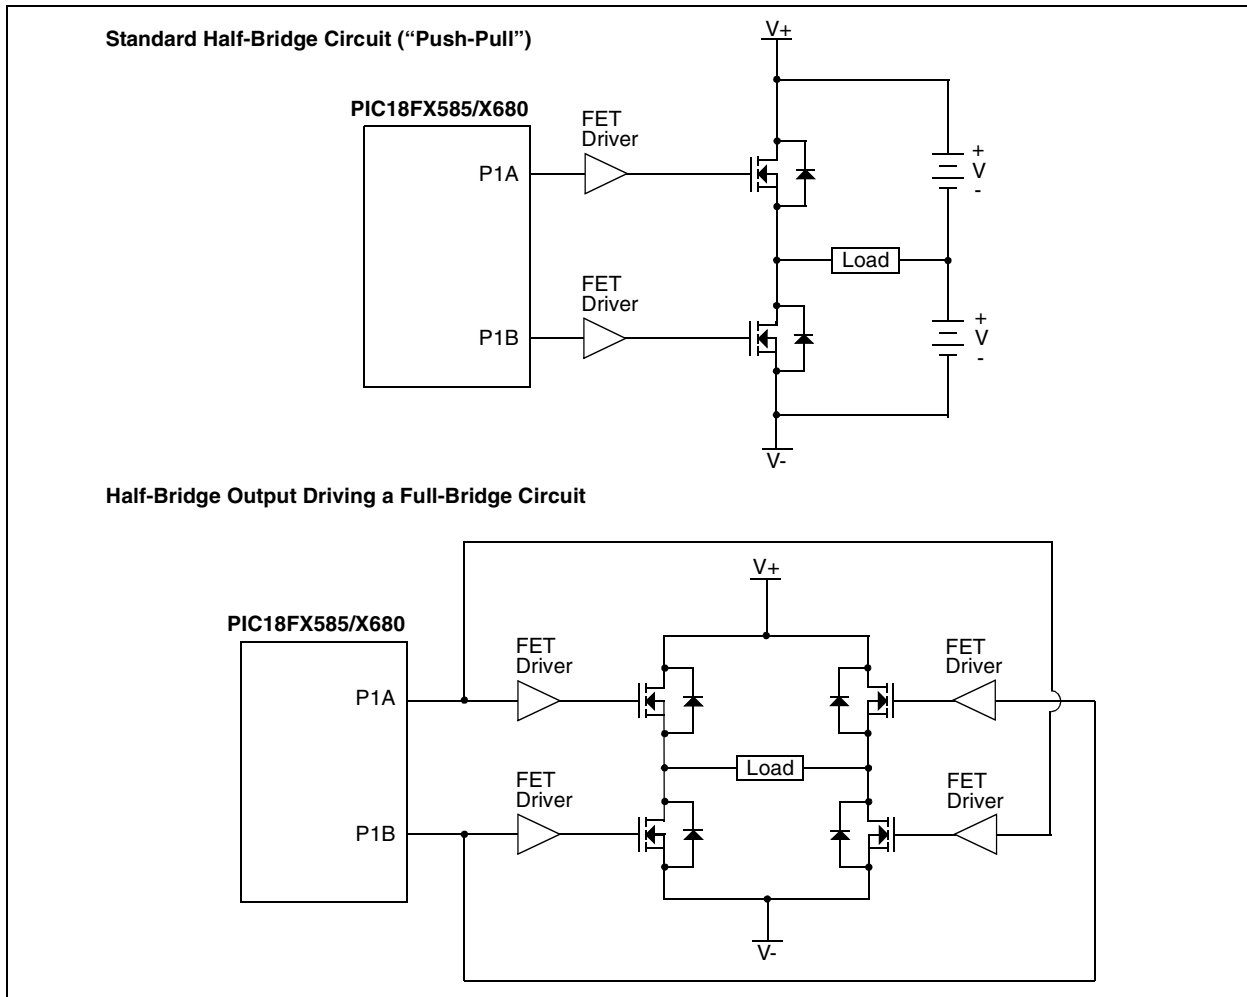 Standard Half-Bridge Circuit (“Push-Pull”)
V+
PIC18FX585/X680
FET
Driver
P1A
+
V
-
Load
FET
Driver
P1B
+
V
-
V-
Half-Bridge Output Driving a Full-Bridge Circuit
V+
PIC18FX585/X680
FET
Driver
FET
Driver
P1A
Load
FET
Driver
FET
Driver
P1B
V-